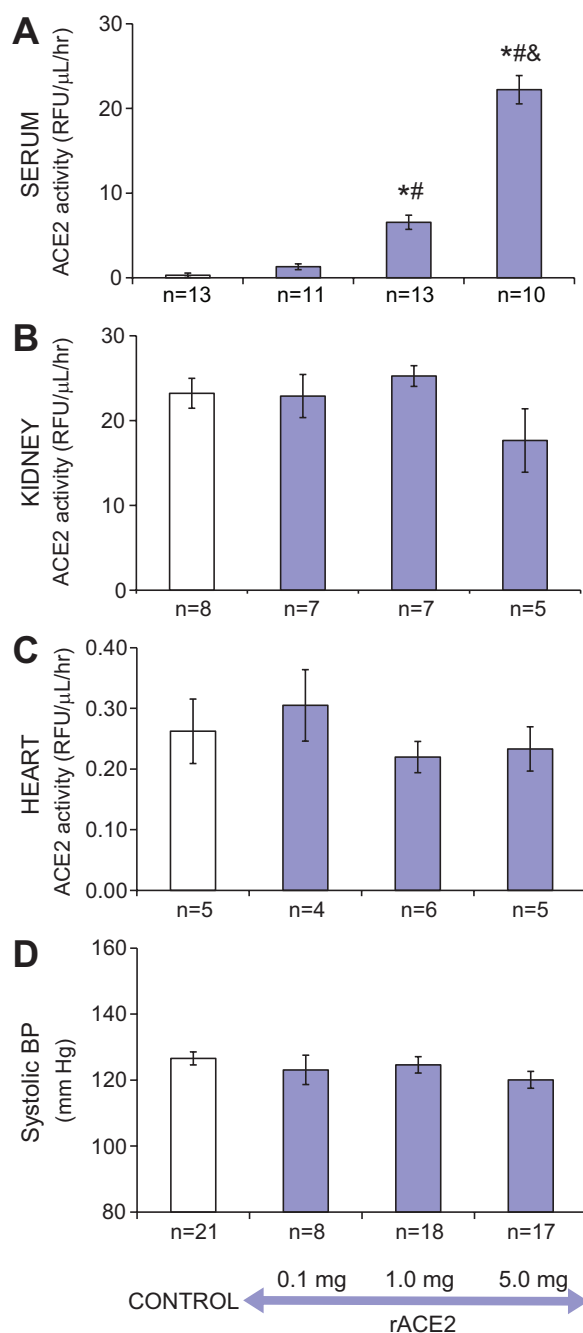 A
SERUM
ACE2 activity (RFU/μL/hr)
30
20
10
0
*#
*#&
n=13 n=11 n=13 n=10
B
KIDNEY
ACE2 activity (RFU/μL/hr)
30
20
10
0
n=8 n=7 n=7 n=5
C
HEART
ACE2 activity (RFU/μL/hr)
0.40
0.30
0.20
0.10
0.00
n=5 n=4 n=6 n=5
D
Systolic BP
(mm Hg)
160
140
120
100
80
n=21 n=8 n=18 n=17
0.1 mg 1.0 mg 5.0 mg
CONTROL
rACE2